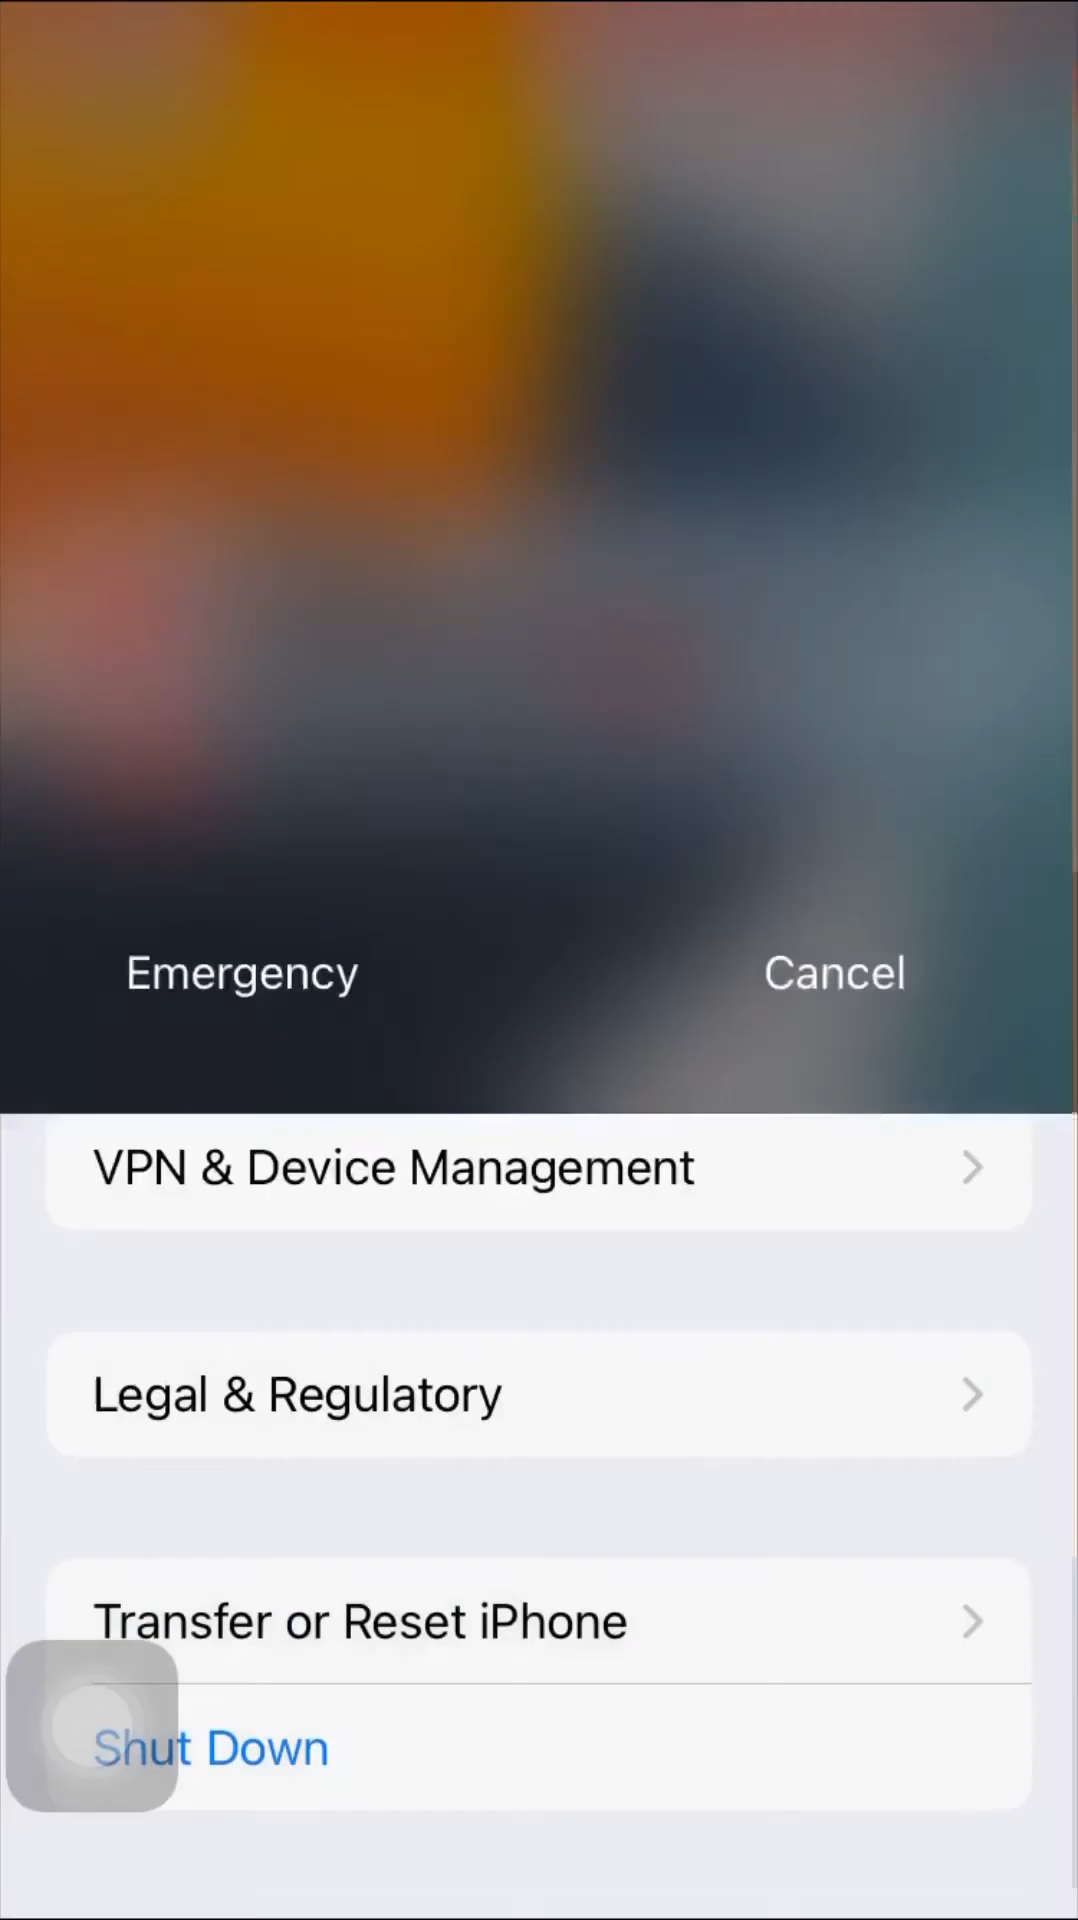 Emergency
Cancel
VPN & Device Management
Legal & Regulatory
Transfer or Reset iPhone
Shut Down